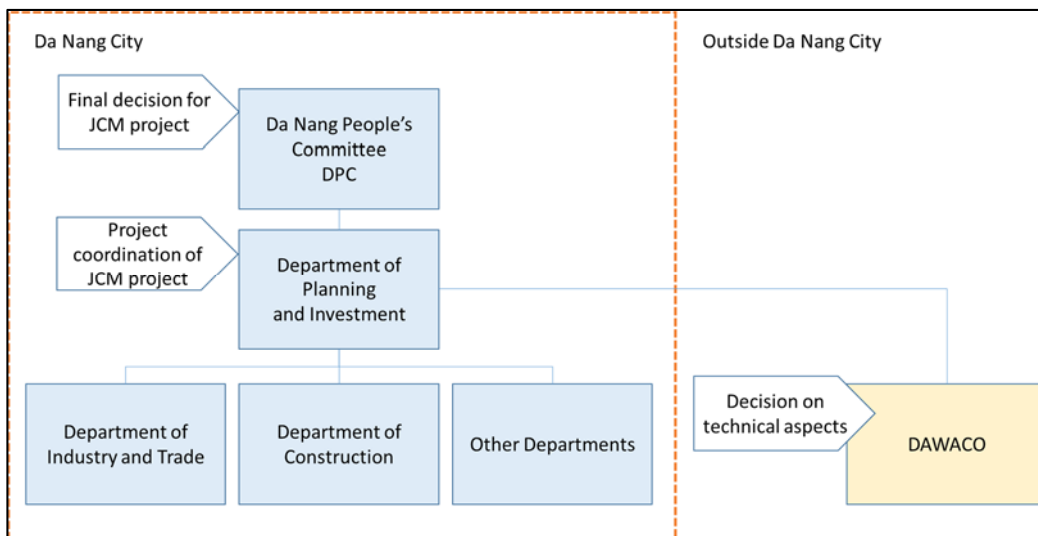 Da Nang City
Outside Da Nang City
Final decision for
JCM project
Da Nang People's
Committee
DPC
Project
coordination of
JCM project
Department of
Planning
and Investment
Department of
Industry and Trade
Department of
Construction
Other Departments
Decision on
technical aspects
DAWACO